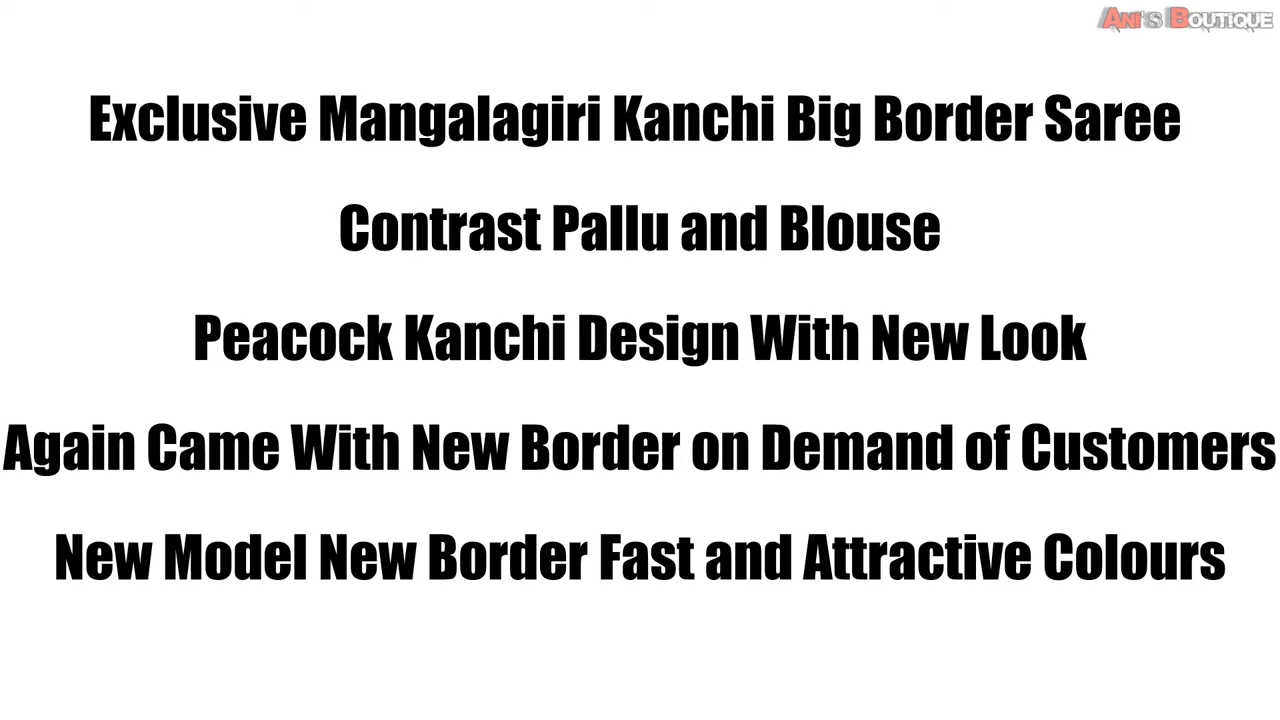 Ani's Boutique
Exclusive Mangalagiri Kanchi Big Border Saree
Contrast Pallu and Blouse
Peacock Kanchi Design With New Look
Again Came With New Border on Demand of Customers
New Model New Border Fast and Attractive Colours